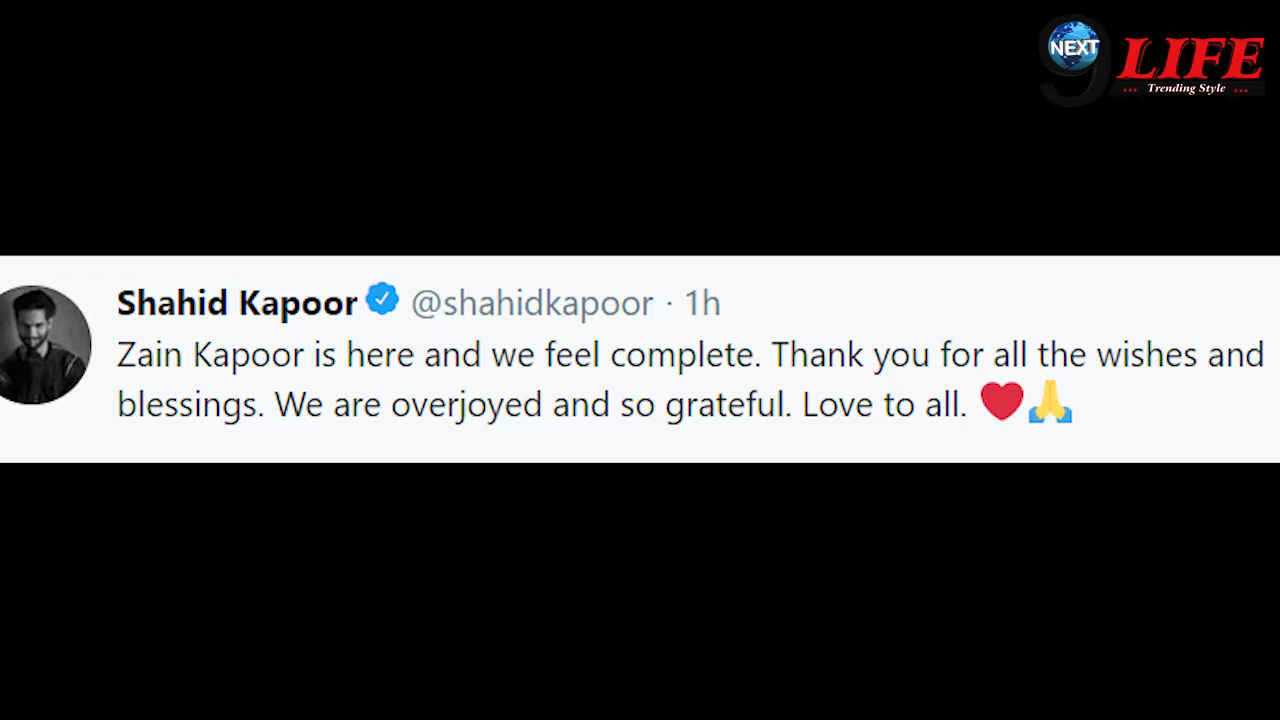 NEXT
9
LIFE
... Trending Style ...
Shahid Kapoor @shahidkapoor · 1h
Zain Kapoor is here and we feel complete. Thank you for all the wishes and
blessings. We are overjoyed and so grateful. Love to all. ❤️🙏